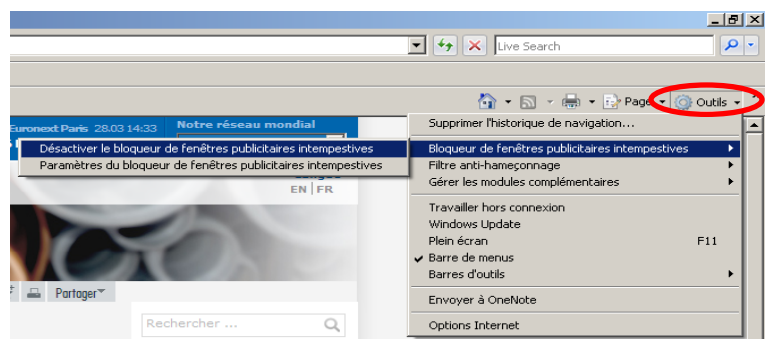 Live Search
Page
Outils
Euronext Paris 28.03 14:33
Notre réseau mondial
Supprimer l'historique de navigation...
Bloqueur de fenêtres publicitaires intempestives
Désactiver le bloqueur de fenêtres publicitaires intempestives
Paramètres du bloqueur de fenêtres publicitaires intempestives
Filtre anti-hameçonnage
Gérer les modules complémentaires
EN | FR
Travailler hors connexion
Windows Update
Plein écran F11
Barre de menus
Barres d'outils
Partager
Envoyer à OneNote
Rechercher ...
Options Internet